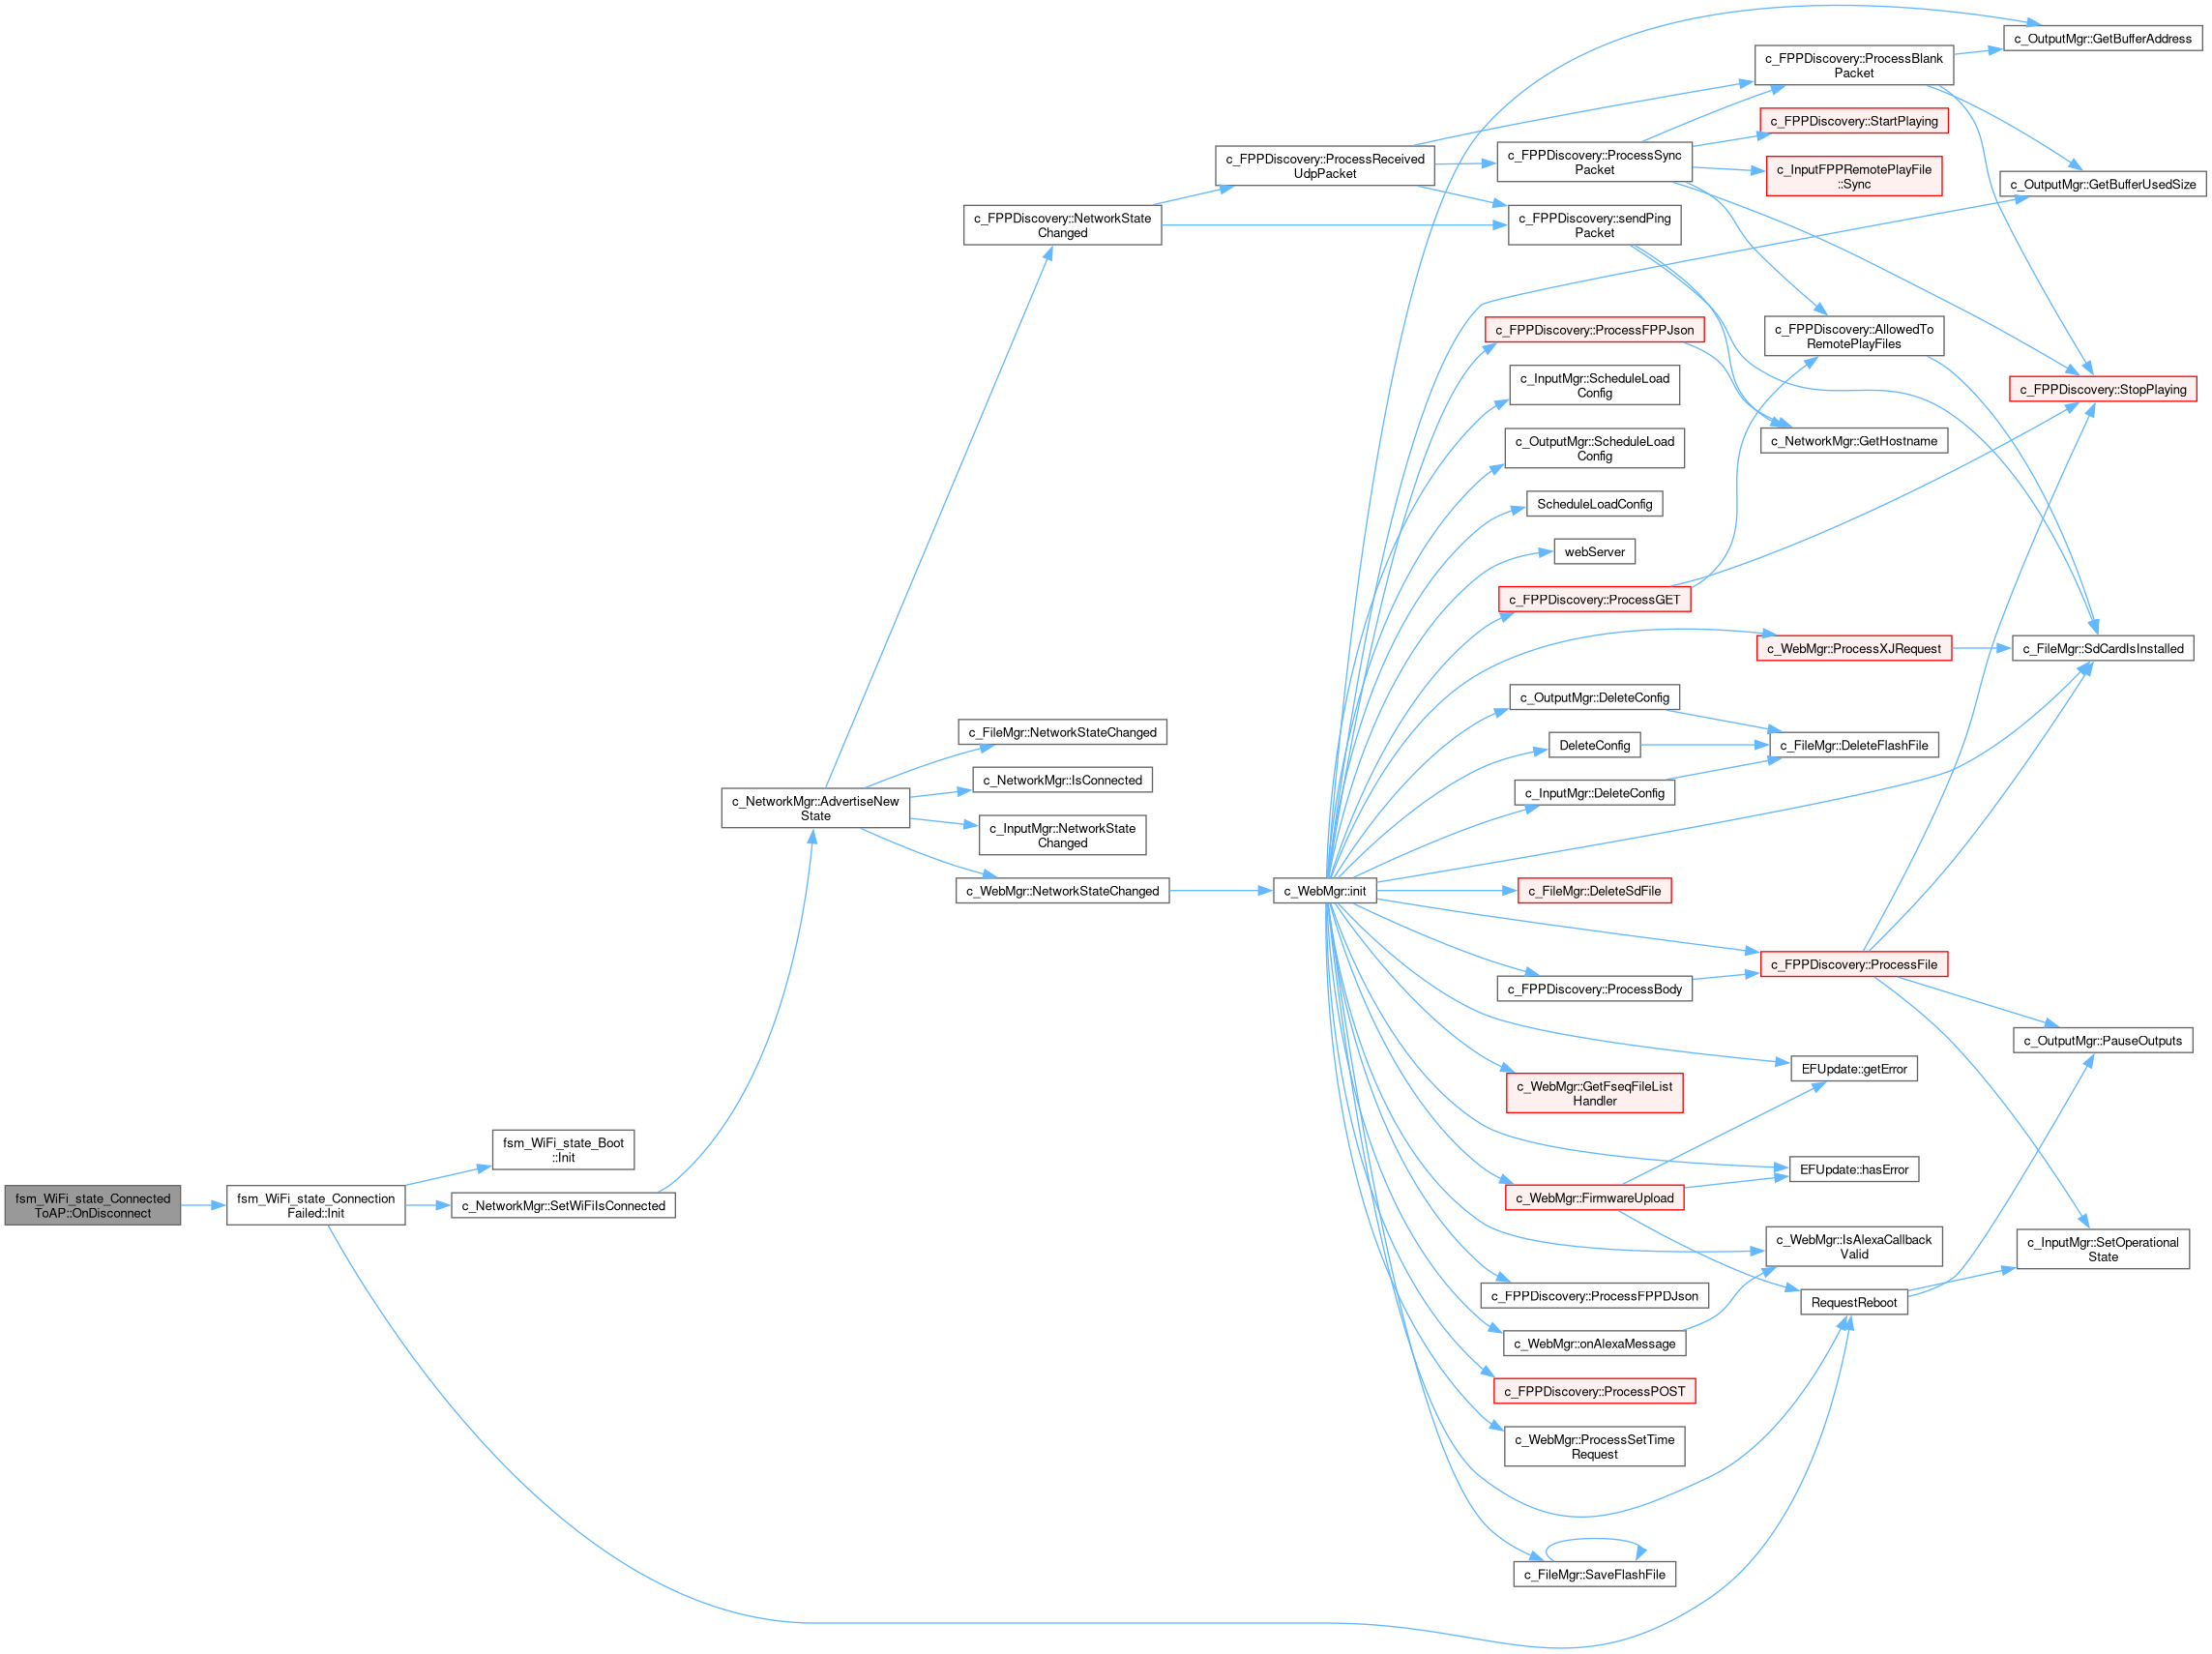 fsm_WiFi_state_Connected
ToAP::OnDisconnect
fsm_WiFi_state_Connection
Failed::Init
fsm_WiFi_state_Boot
::Init
c_NetworkMgr::SetWiFiIsConnected
c_NetworkMgr::AdvertiseNew
State
c_FPPDiscovery::NetworkState
Changed
c_FileMgr::NetworkStateChanged
c_NetworkMgr::IsConnected
c_InputMgr::NetworkState
Changed
c_WebMgr::NetworkStateChanged
c_FPPDiscovery::ProcessReceived
UdpPacket
c_WebMgr::init
c_FPPDiscovery::ProcessSync
Packet
c_FPPDiscovery::sendPing
Packet
c_FPPDiscovery::ProcessFPPJson
c_InputMgr::ScheduleLoad
Config
c_OutputMgr::ScheduleLoad
Config
ScheduleLoadConfig
webServer
c_FPPDiscovery::ProcessGET
c_OutputMgr::DeleteConfig
DeleteConfig
c_InputMgr::DeleteConfig
c_FileMgr::DeleteSdFile
c_FPPDiscovery::ProcessBody
c_WebMgr::GetFseqFileList
Handler
c_WebMgr::FirmwareUpload
c_FPPDiscovery::ProcessFPPDJson
c_WebMgr::onAlexaMessage
c_FPPDiscovery::ProcessPOST
c_WebMgr::ProcessSetTime
Request
c_FileMgr::SaveFlashFile
c_FPPDiscovery::ProcessBlank
Packet
c_FPPDiscovery::StartPlaying
c_InputFPPRemotePlayFile
::Sync
c_FPPDiscovery::AllowedTo
RemotePlayFiles
c_NetworkMgr::GetHostname
c_WebMgr::ProcessXJRequest
c_FileMgr::DeleteFlashFile
c_FPPDiscovery::ProcessFile
EFUpdate::getError
EFUpdate::hasError
c_WebMgr::IsAlexaCallback
Valid
RequestReboot
c_OutputMgr::GetBufferAddress
c_OutputMgr::GetBufferUsedSize
c_FPPDiscovery::StopPlaying
c_FileMgr::SdCardIsInstalled
c_OutputMgr::PauseOutputs
c_InputMgr::SetOperational
State